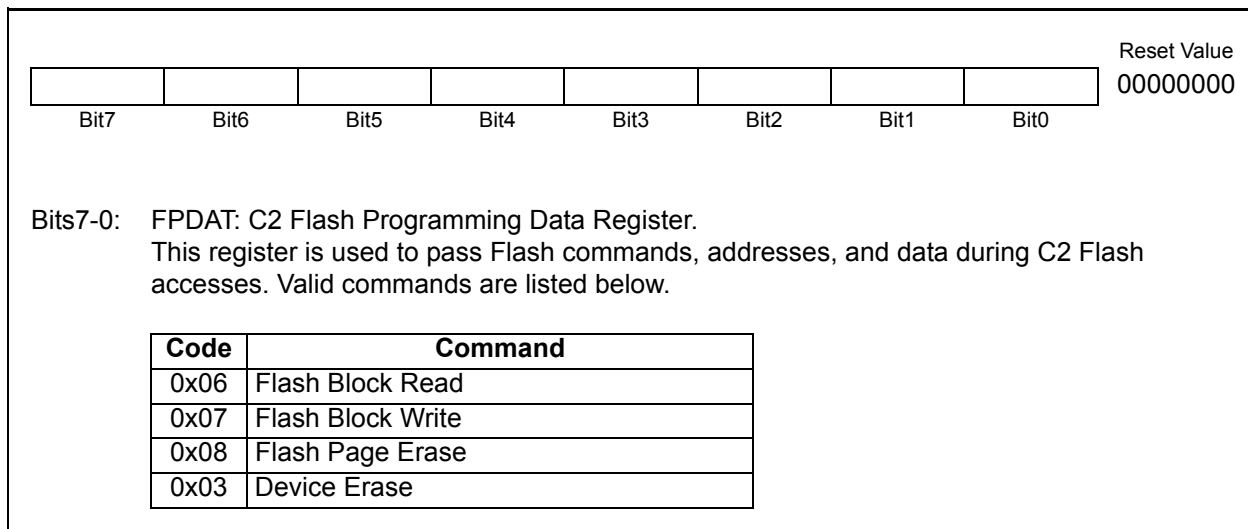 Reset Value
00000000
Bit7 Bit6 Bit5 Bit4 Bit3 Bit2 Bit1 Bit0
Bits7-0: FPDAT: C2 Flash Programming Data Register.
This register is used to pass Flash commands, addresses, and data during C2 Flash
accesses. Valid commands are listed below.
Code Command
0x06 Flash Block Read
0x07 Flash Block Write
0x08 Flash Page Erase
0x03 Device Erase